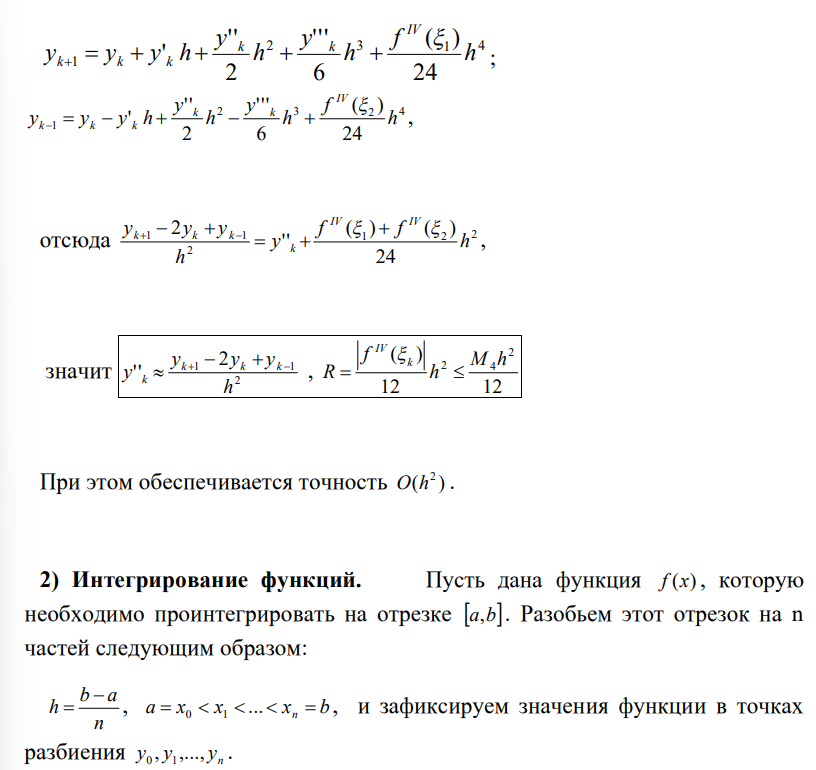 y_{k+1} = y_k + y'_k h + \frac{y''_k}{2} h^2 + \frac{y'''_k}{6} h^3 + \frac{f^{IV}(\xi_1)}{24} h^4 ;
y_{k-1} = y_k - y'_k h + \frac{y''_k}{2} h^2 - \frac{y'''_k}{6} h^3 + \frac{f^{IV}(\xi_2)}{24} h^4 ,
отсюда \frac{y_{k+1} - 2y_k + y_{k-1}}{h^2} = y''_k + \frac{f^{IV}(\xi_1) + f^{IV}(\xi_2)}{24} h^2 ,
значит y''_k \approx \frac{y_{k+1} - 2y_k + y_{k-1}}{h^2} , R = \frac{|f^{IV}(\xi_k)|}{12} h^2 \leq \frac{M_4 h^2}{12}
При этом обеспечивается точность O(h^2) .
2) Интегрирование функций. Пусть дана функция f(x), которую
необходимо проинтегрировать на отрезке [a,b]. Разобьем этот отрезок на n
частей следующим образом:
h = \frac{b-a}{n}, a = x_0 < x_1 < ... < x_n = b, и зафиксируем значения функции в точках
разбиения y_0, y_1,..., y_n .